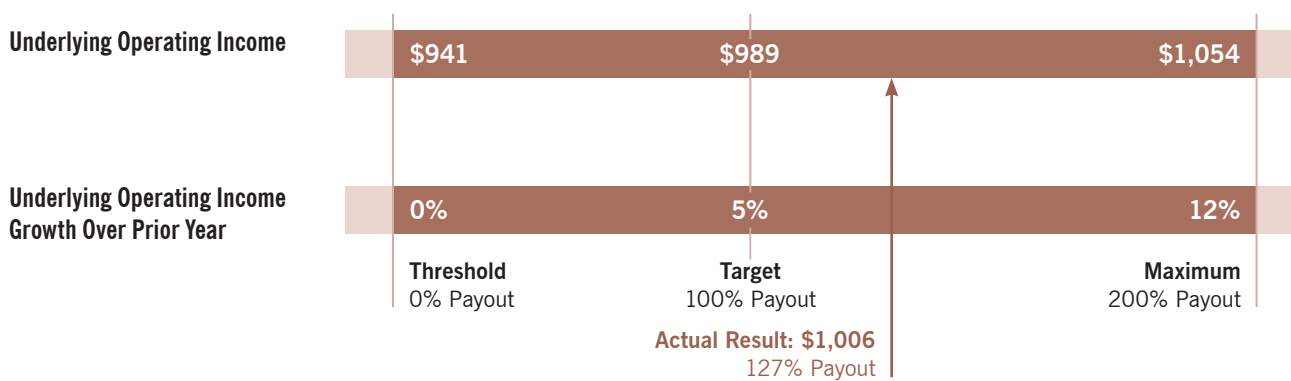 Underlying Operating Income
$941 $989 $1,054
Underlying Operating Income
Growth Over Prior Year
0% 5% 12%
Threshold Target Maximum
0% Payout 100% Payout 200% Payout
Actual Result: $1,006
127% Payout